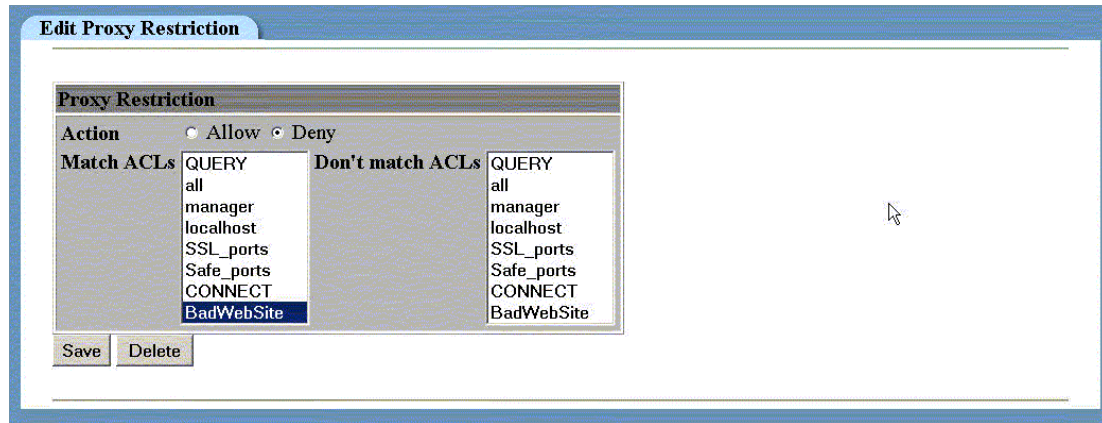 Edit Proxy Restriction
Proxy Restriction
Action Allow Deny
Match ACLs QUERY Don't match ACLs QUERY
all all
manager manager
localhost localhost
SSL_ports SSL_ports
Safe_ports Safe_ports
CONNECT CONNECT
BadWebSite BadWebSite
Save Delete